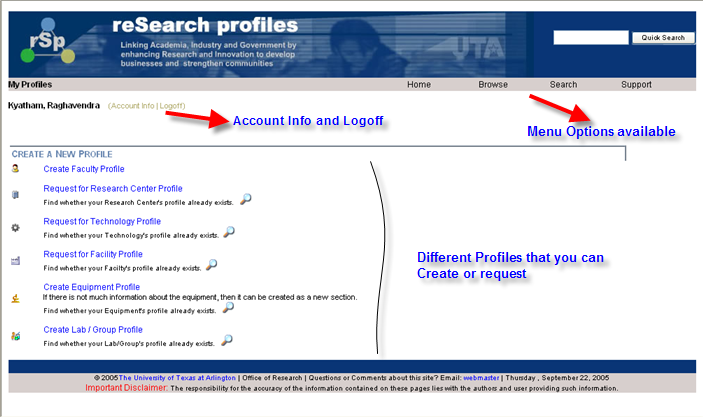 rSp
reSearch profiles
Linking Academia, Industry and Government by
enhancing Research and Innovation to develop
businesses and strengthen communities
UTA
Quick Search
My Profiles
Home Browse Search Support
Kyatham, Raghavendra (Account Info | Logoff)
Account Info and Logoff
Menu Options available
CREATE A NEW PROFILE
Create Faculty Profile
Request for Research Center Profile
Find whether your Research Center's profile already exists.
Request for Technology Profile
Find whether your Technology's profile already exists.
Request for Facility Profile
Find whether your Facility's profile already exists.
Different Profiles that you can
Create or request
Create Equipment Profile
If there is not much information about the equipment, then it can be created as a new section.
Find whether your Equipment's profile already exists.
Create Lab / Group Profile
Find whether your Lab/Group's profile already exists.
© 2005 The University of Texas at Arlington | Office of Research | Questions or Comments about this site? Email: webmaster | Thursday , September 22, 2005
Important Disclaimer: The responsibility for the accuracy of the information contained on these pages lies with the authors and user providing such information.